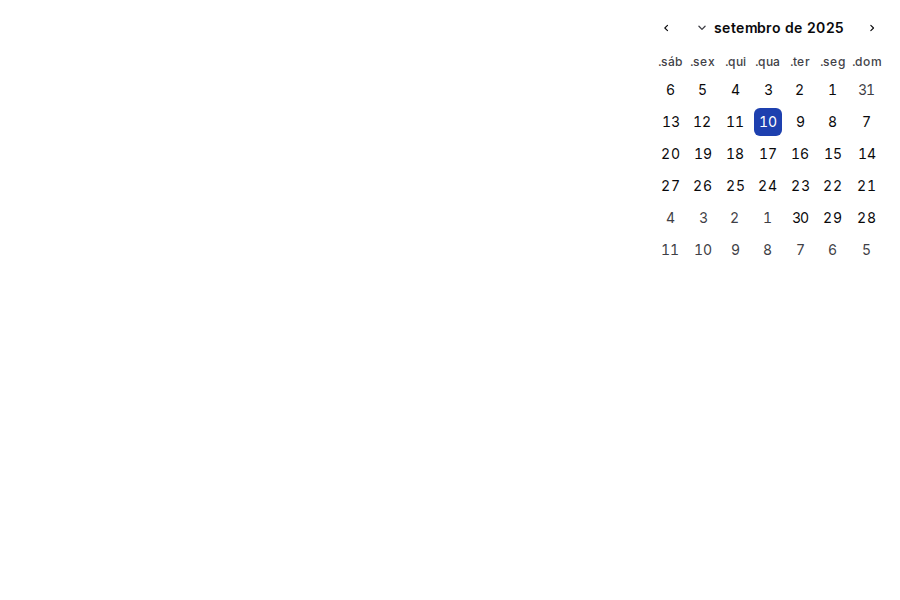 setembro de 2025
.sáb .sex .qui .qua .ter .seg .dom
6 5 4 3 2 1 31
13 12 11 10 9 8 7
20 19 18 17 16 15 14
27 26 25 24 23 22 21
4 3 2 1 30 29 28
11 10 9 8 7 6 5